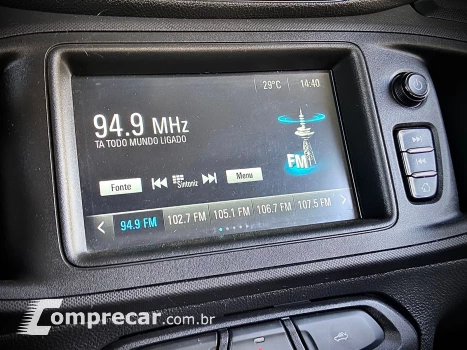 29°C 14:40
94.9 MHz
TA TODO MUNDO LIGADO
FM
Fonte Sintoniz Menu
94.9 FM 102.7 FM 105.1 FM 106.7 FM 107.5 FM
Comprecar.com.br